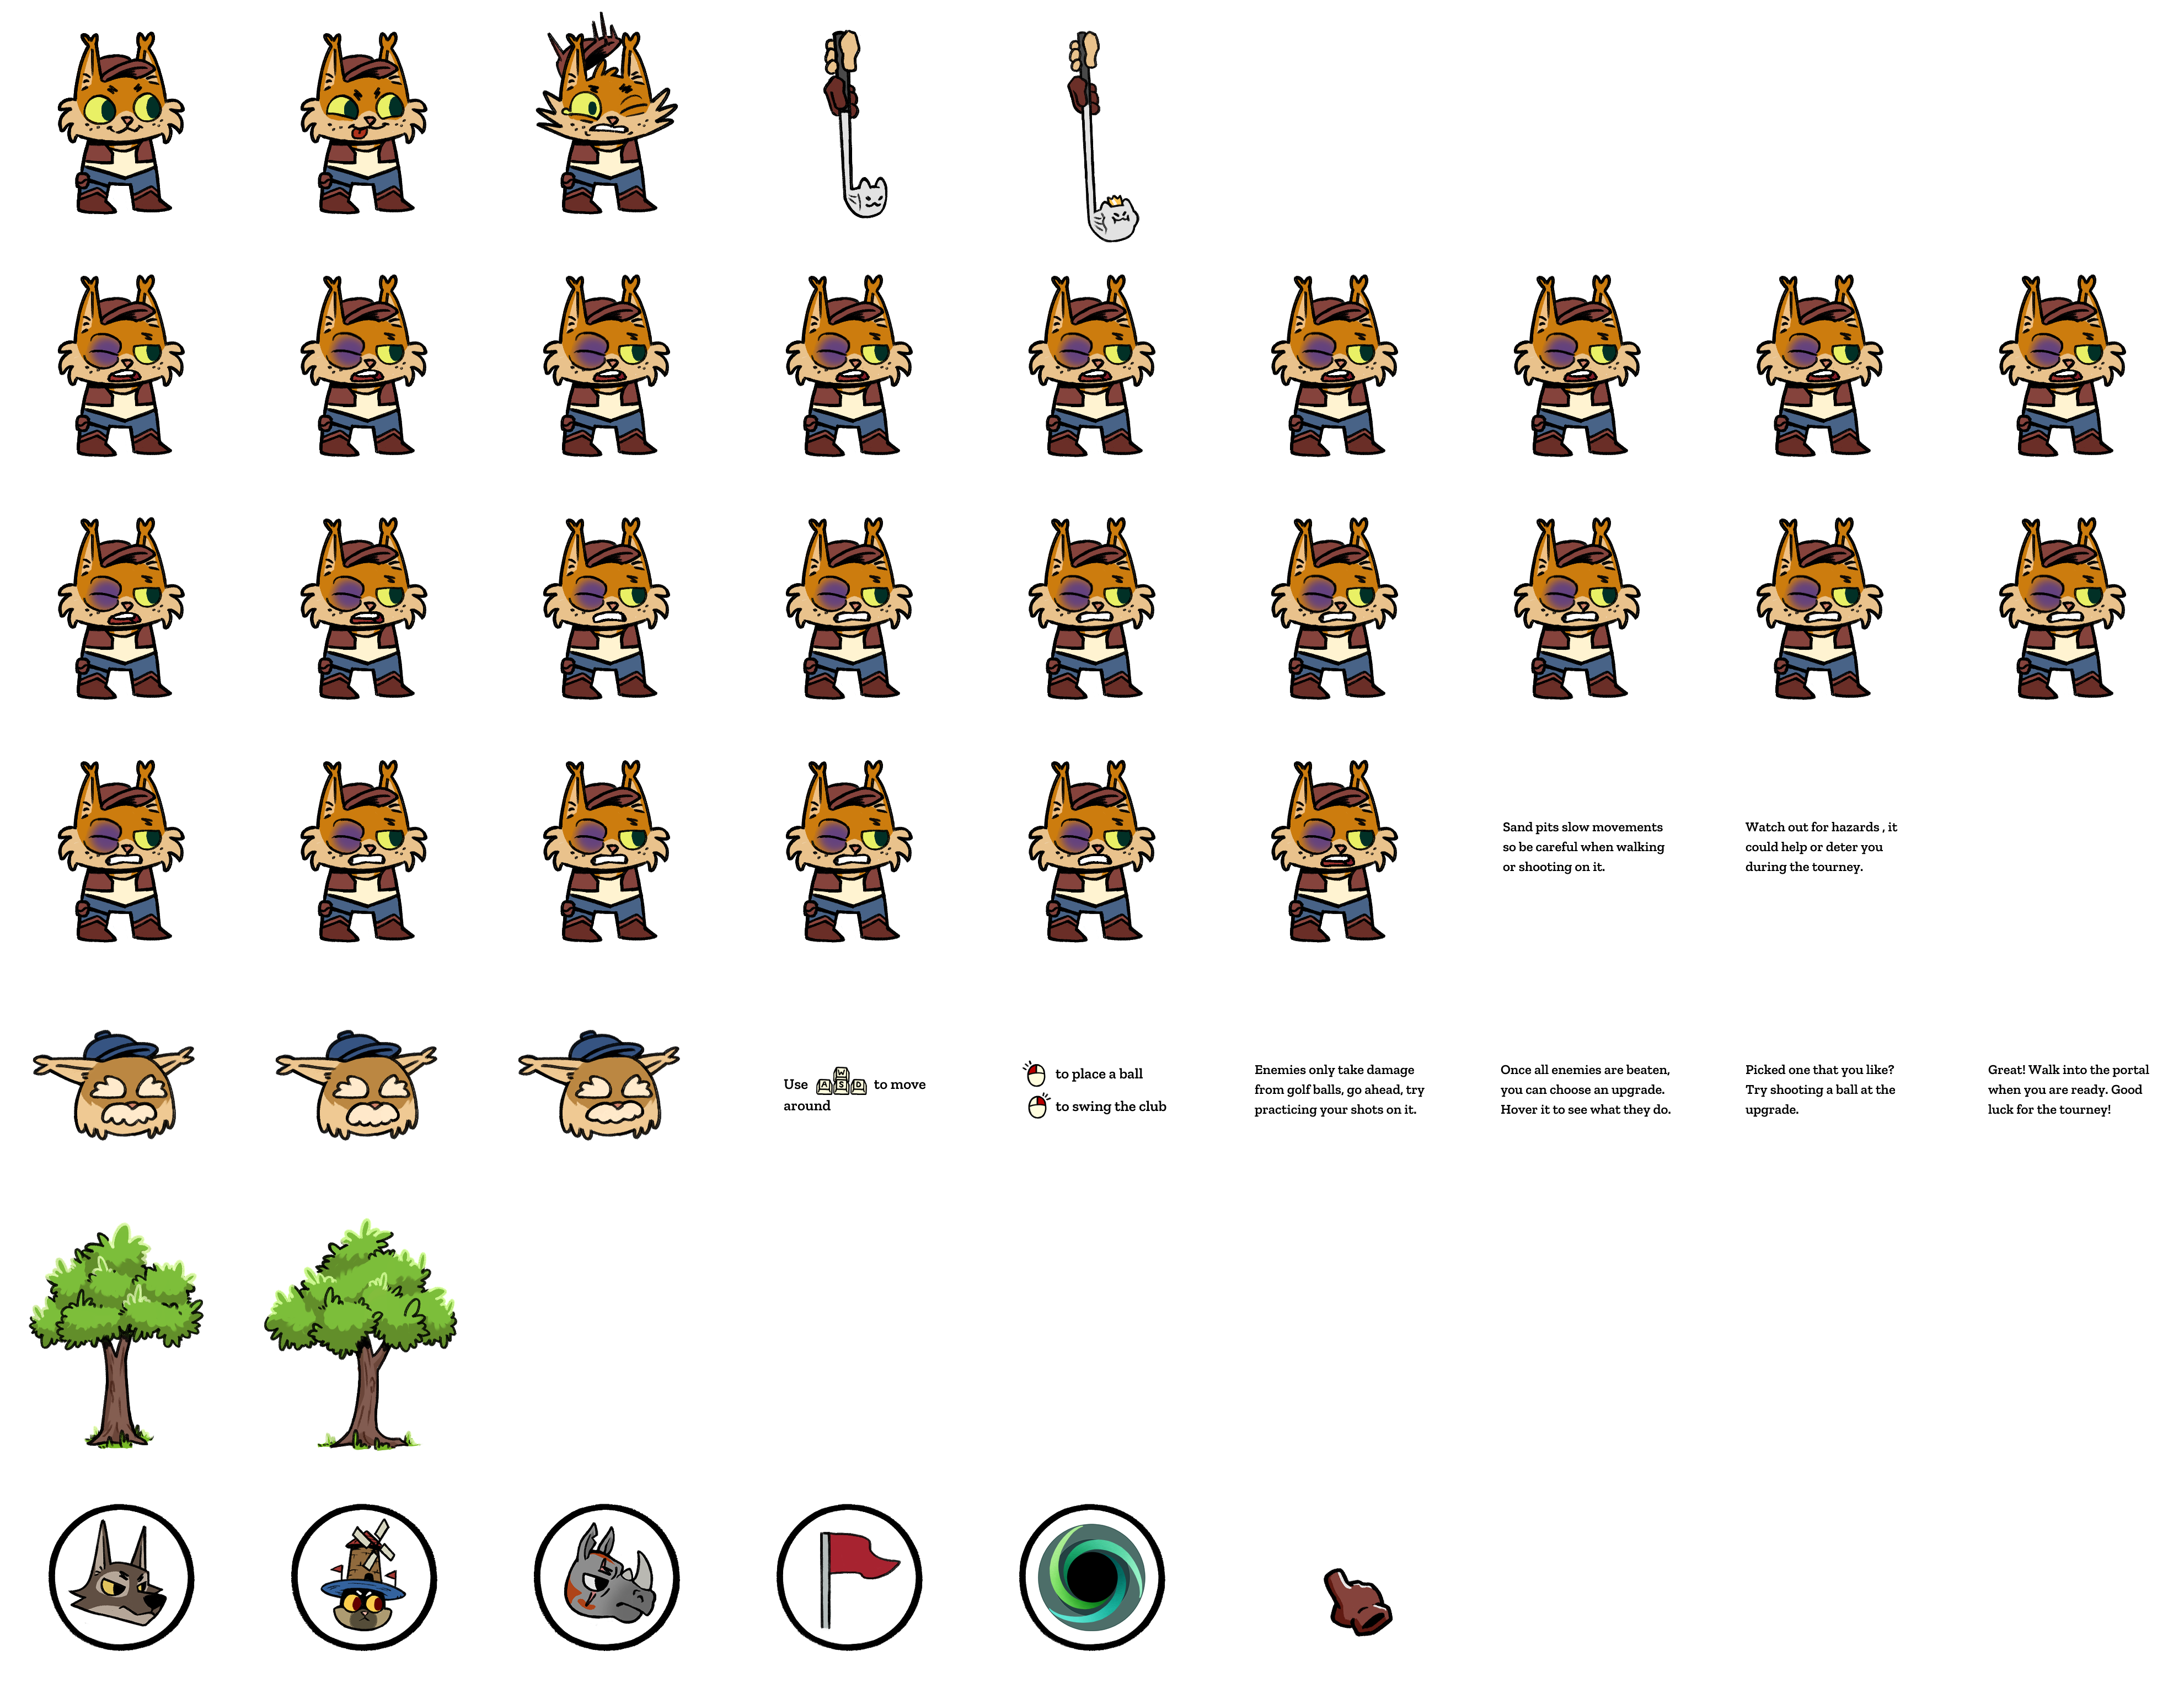 Sand pits slow movements
so be careful when walking
or shooting on it.
Watch out for hazards , it
could help or deter you
during the tourney.
Use W A S D to move
around
to place a ball
to swing the club
Enemies only take damage
from golf balls, go ahead, try
practicing your shots on it.
Once all enemies are beaten,
you can choose an upgrade.
Hover it to see what they do.
Picked one that you like?
Try shooting a ball at the
upgrade.
Great! Walk into the portal
when you are ready. Good
luck for the tourney!